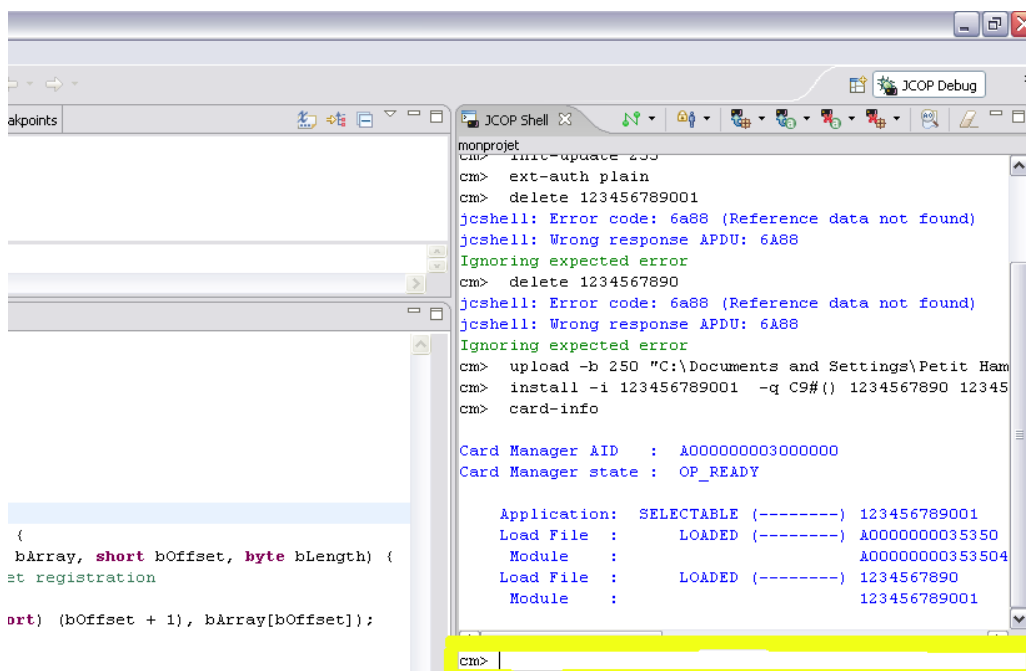 JCOP Debug
akpoints
JCOP Shell
monprojet
cm> init-update 255
cm> ext-auth plain
cm> delete 123456789001
jcshell: Error code: 6a88 (Reference data not found)
jcshell: Wrong response APDU: 6A88
Ignoring expected error
cm> delete 1234567890
jcshell: Error code: 6a88 (Reference data not found)
jcshell: Wrong response APDU: 6A88
Ignoring expected error
cm> upload -b 250 "C:\Documents and Settings\Petit Ham
cm> install -i 123456789001 -q C9#() 1234567890 12345
cm> card-info
Card Manager AID : A000000003000000
Card Manager state : OP_READY
Application: SELECTABLE (--------) 123456789001
Load File : LOADED (--------) A0000000035350
Module : A00000000353504
Load File : LOADED (--------) 1234567890
Module : 123456789001
cm>
{
bArray, short bOffset, byte bLength) {
et registration
ort) (bOffset + 1), bArray[bOffset]);